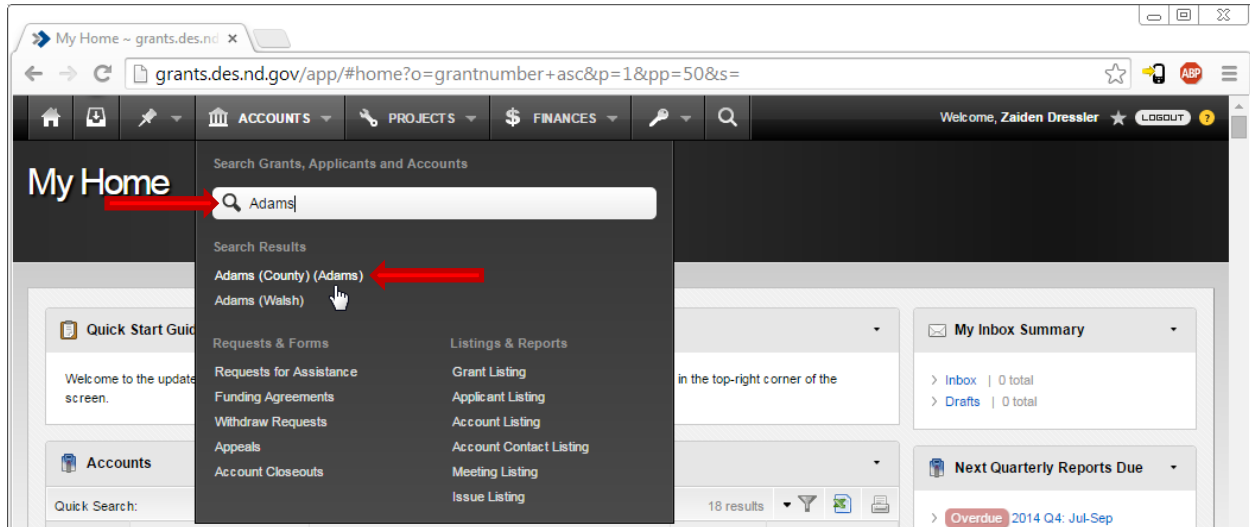 My Home ~ grants.des.nd
grants.des.nd.gov/app/#home?o=grantnumber+asc&p=1&pp=50&s=
ABP
ACCOUNTS
PROJECTS
$ FINANCES
Welcome, Zaiden Dressler
LOGOUT
?
My Home
Search Grants, Applicants and Accounts
Adams
Search Results
Adams (County) (Adams)
Adams (Walsh)
Requests & Forms
Requests for Assistance
Funding Agreements
Withdraw Requests
Appeals
Account Closeouts
Listings & Reports
Grant Listing
Applicant Listing
Account Listing
Account Contact Listing
Meeting Listing
Issue Listing
Quick Start Guid
Welcome to the update
in the top-right corner of the
screen.
My Inbox Summary
> Inbox | 0 total
> Drafts | 0 total
Accounts
Quick Search:
18 results
Next Quarterly Reports Due
> Overdue 2014 Q4: Jul-Sep